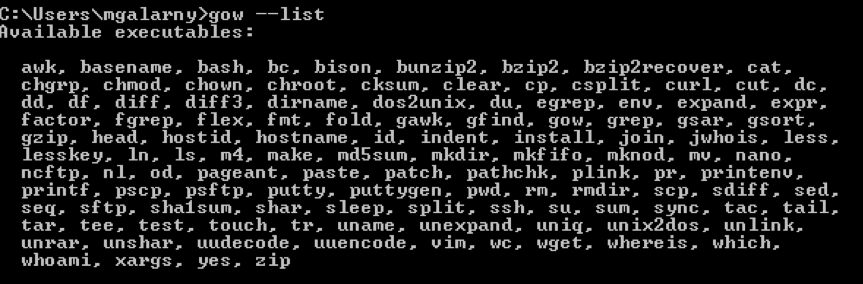 C:\Users\mgalarny>gow --list
Available executables:
awk, basename, bash, bc, bison, bunzip2, bzip2, bzip2recover, cat,
chgrp, chmod, chown, chroot, cksum, clear, cp, csplit, curl, cut, dc,
dd, df, diff, diff3, dirname, dos2unix, du, egrep, env, expand, expr,
factor, fgrep, flex, fmt, fold, gawk, gfind, gow, grep, gsar, gsort,
gzip, head, hostid, hostname, id, indent, install, join, jwhois, less,
lesskey, ln, ls, m4, make, md5sum, mkdir, mkfifo, mknod, mv, nano,
ncftp, nl, od, pageant, paste, patch, pathchk, plink, pr, printenv,
printf, pscp, psftp, putty, puttygen, pwd, rm, rmdir, scp, sdiff, sed,
seq, sftp, sha1sum, shar, sleep, split, ssh, su, sum, sync, tac, tail,
tar, tee, test, touch, tr, uname, unexpand, uniq, unix2dos, unlink,
unrar, unshar, uudecode, uuencode, vim, wc, wget, whereis, which,
whoami, xargs, yes, zip